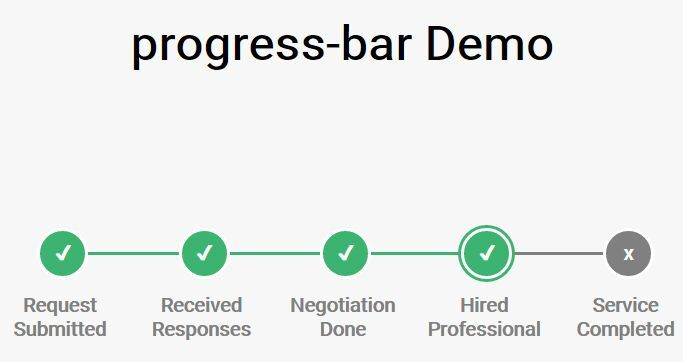 progress-bar Demo
✓ ✓ ✓ ✓ x
Request Submitted
Received Responses
Negotiation Done
Hired Professional
Service Completed